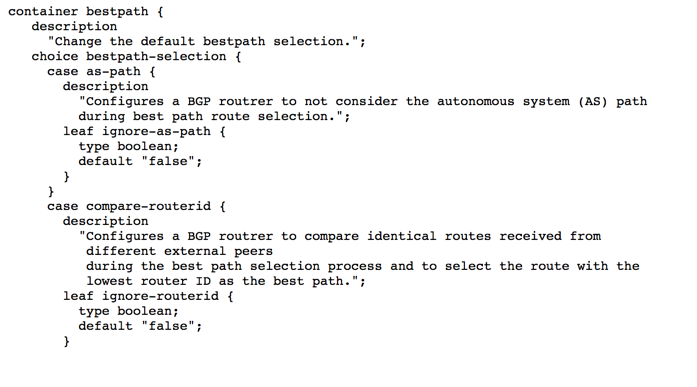 container bestpath {
description
"Change the default bestpath selection.";
choice bestpath-selection {
case as-path {
description
"Configures a BGP routrer to not consider the autonomous system (AS) path
during best path route selection.";
leaf ignore-as-path {
type boolean;
default "false";
}
}
case compare-routerid {
description
"Configures a BGP routrer to compare identical routes received from
different external peers
during the best path selection process and to select the route with the
lowest router ID as the best path.";
leaf ignore-routerid {
type boolean;
default "false";
}